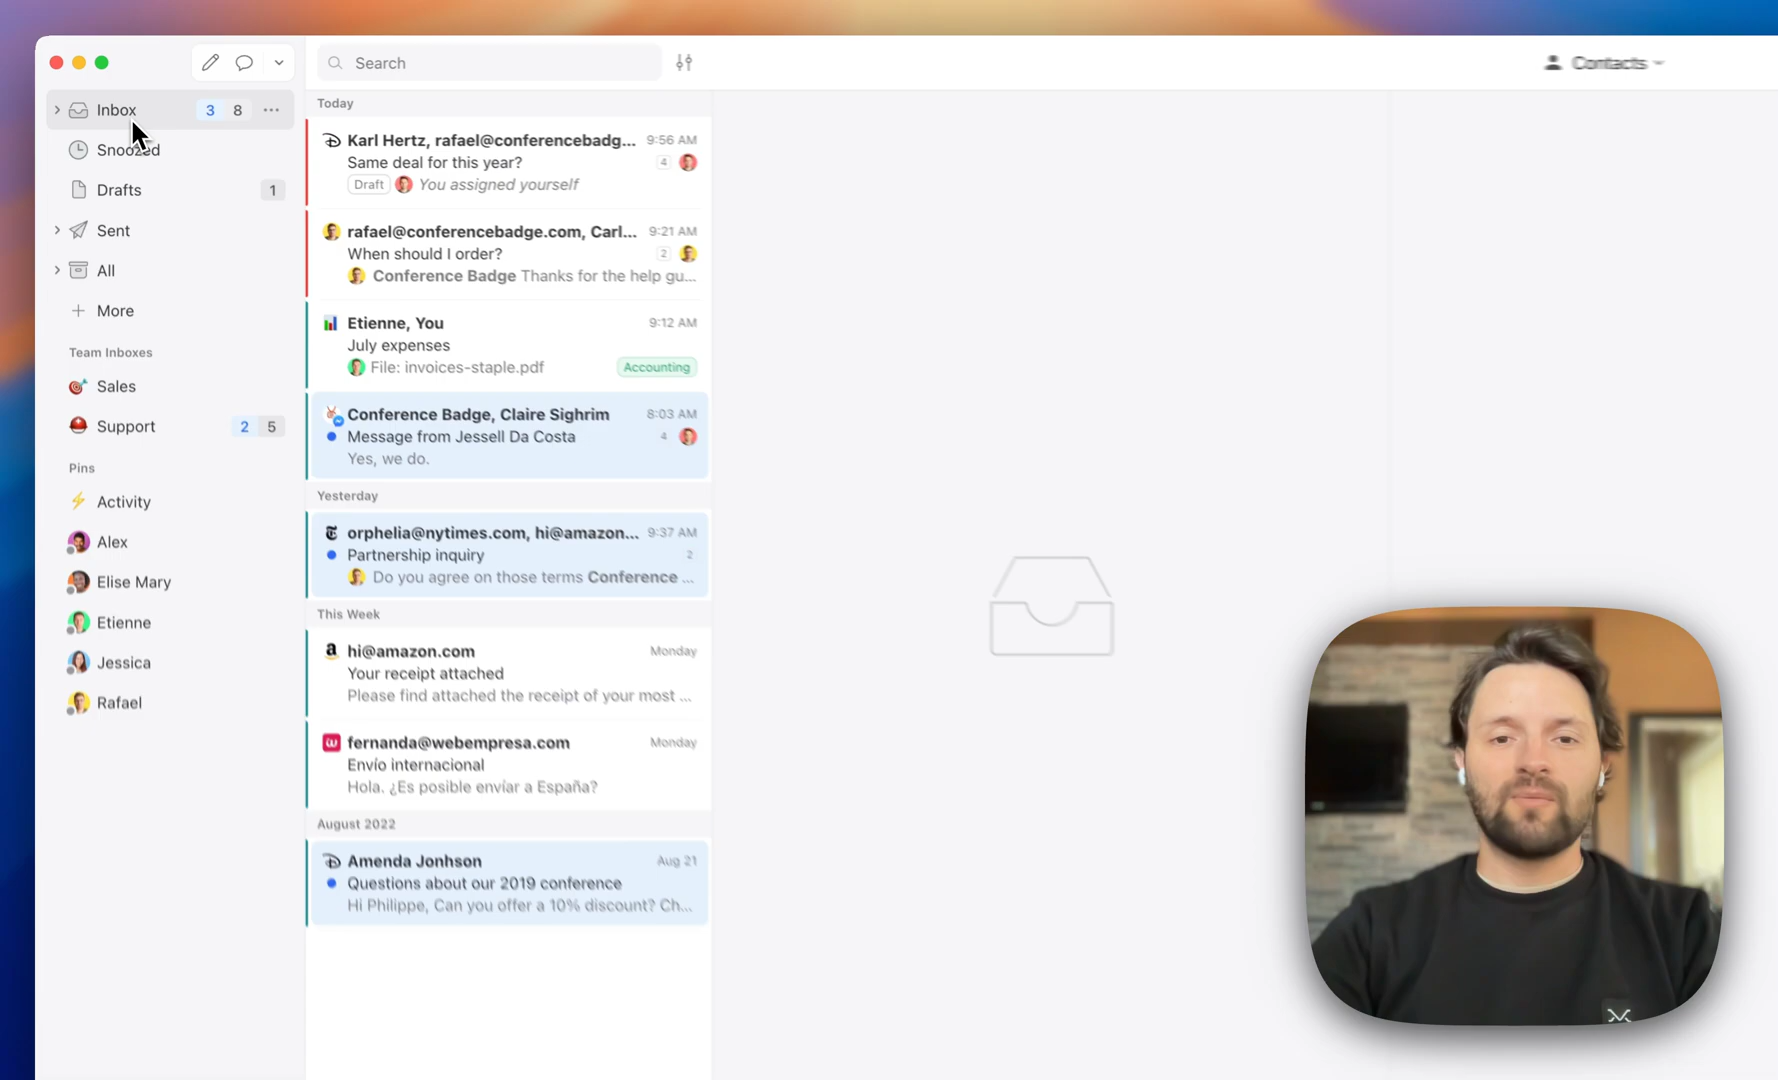 Search
Contacts
Inbox 3 8
Snoozed
Drafts 1
Sent
All
More
Team Inboxes
Sales
Support 2 5
Pins
Activity
Alex
Elise Mary
Etienne
Jessica
Rafael
Today
Karl Hertz, rafael@conferencebadg... 9:56 AM
Same deal for this year? 4
Draft You assigned yourself
rafael@conferencebadge.com, Carl... 9:21 AM
When should I order? 2
Conference Badge Thanks for the help gu...
Etienne, You 9:12 AM
July expenses
File: invoices-staple.pdf Accounting
Conference Badge, Claire Sighrim 8:03 AM
Message from Jessell Da Costa 4
Yes, we do.
Yesterday
orphelia@nytimes.com, hi@amazon... 9:37 AM
Partnership inquiry 2
Do you agree on those terms Conference ...
This Week
hi@amazon.com Monday
Your receipt attached
Please find attached the receipt of your most ...
fernanda@webempresa.com Monday
Envío internacional
Hola. ¿Es posible envíar a España?
August 2022
Amenda Jonhson Aug 21
Questions about our 2019 conference
Hi Philippe, Can you offer a 10% discount? Ch...